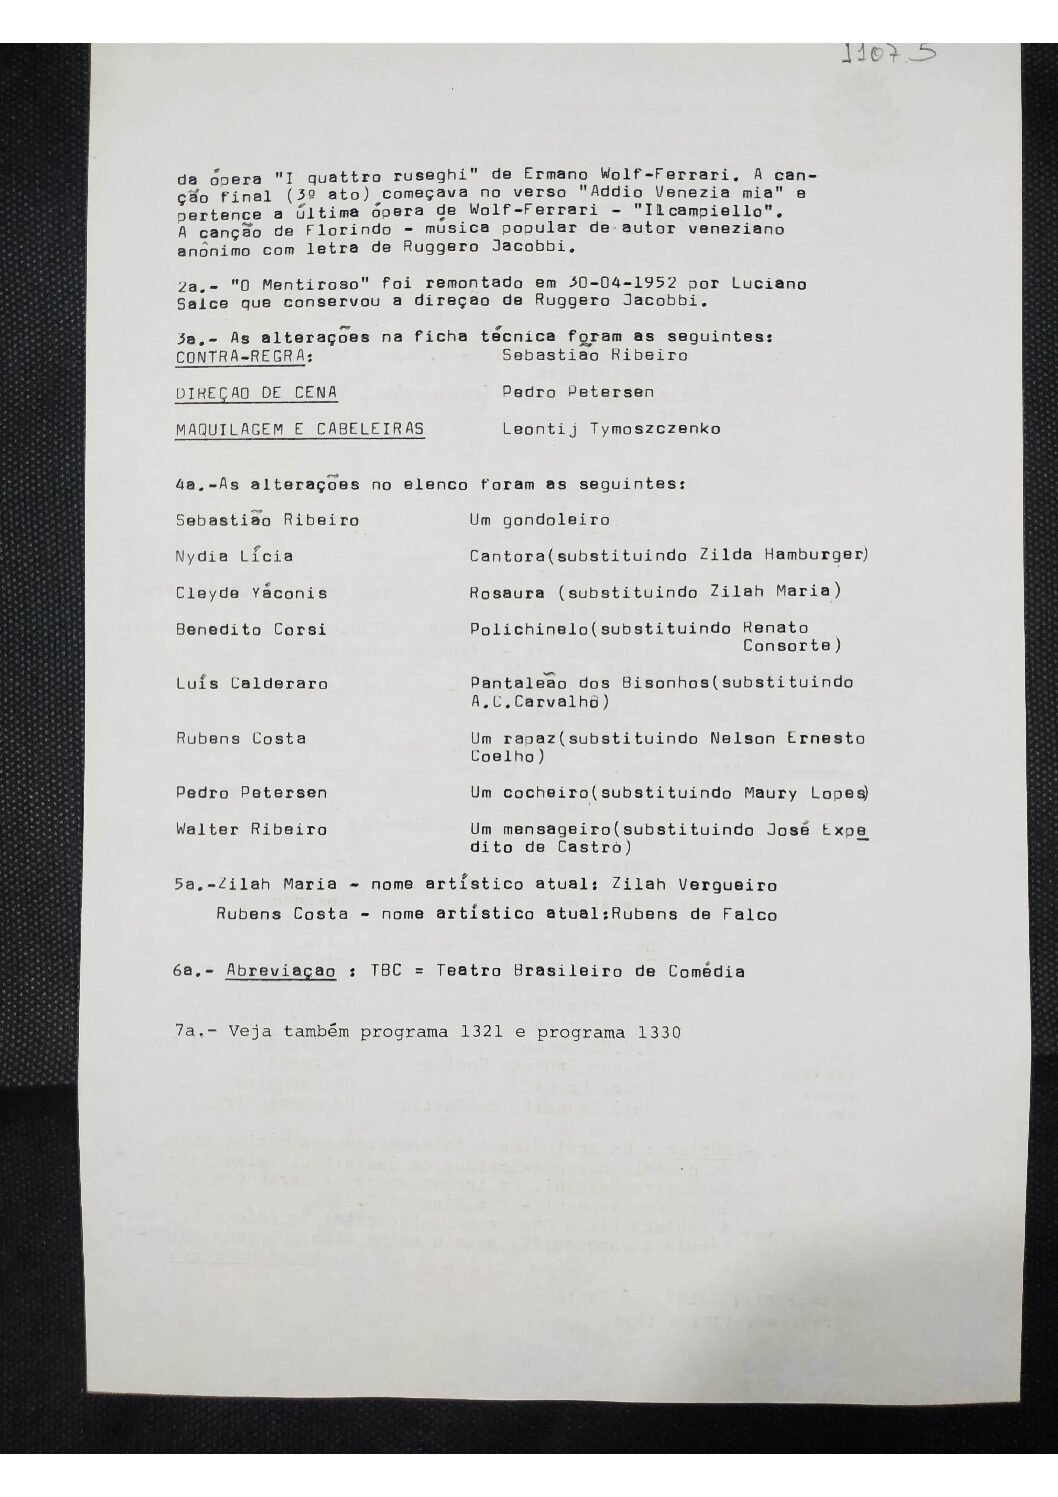 1107.5
da ópera "I quattro ruseghi" de Ermano Wolf-Ferrari. A can-
ção final (3º ato) começava no verso "Addio Venezia mia" e
pertence a última ópera de Wolf-Ferrari - "Il campiello".
A canção de Florindo - música popular de autor veneziano
anônimo com letra de Ruggero Jacobbi.
2a.- "O Mentiroso" foi remontado em 30-04-1952 por Luciano
Salce que conservou a direção de Ruggero Jacobbi.
3a.- As alterações na ficha técnica foram as seguintes:
CONTRA-REGRA: Sebastião Ribeiro
DIREÇAO DE CENA Pedro Petersen
MAQUILAGEM E CABELEIRAS Leontij Tymoszczenko
4a.-As alterações no elenco foram as seguintes:
Sebastião Ribeiro Um gondoleiro
Nydia Lícia Cantora(substituindo Zilda Hamburger)
Cleyde Yáconis Rosaura (substituindo Zilah Maria)
Benedito Corsi Polichinelo(substituindo Renato
Consorte)
Luís Calderaro Pantaleão dos Bisonhos(substituindo
A.C.Carvalho)
Rubens Costa Um rapaz(substituindo Nelson Ernesto
Coelho)
Pedro Petersen Um cocheiro(substituindo Maury Lopes)
Walter Ribeiro Um mensageiro(substituindo José Expe
dito de Castro)
5a.-Zilah Maria - nome artístico atual: Zilah Vergueiro
Rubens Costa - nome artístico atual:Rubens de Falco
6a.- Abreviaçao : TBC = Teatro Brasileiro de Comédia
7a.- Veja também programa 1321 e programa 1330